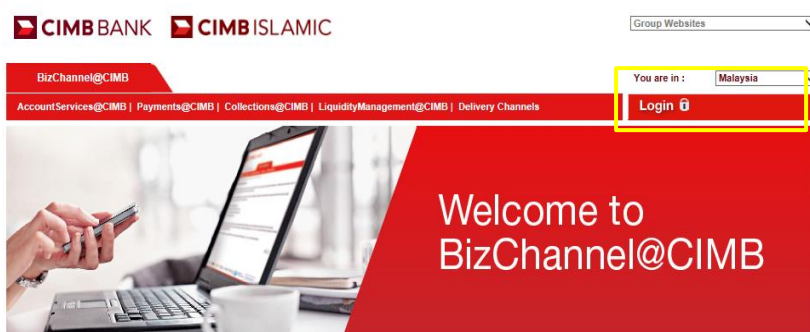 CIMB BANK CIMB ISLAMIC
Group Websites
BizChannel@CIMB
You are in : Malaysia
AccountServices@CIMB | Payments@CIMB | Collections@CIMB | LiquidityManagement@CIMB | Delivery Channels
Login
Welcome to
BizChannel@CIMB